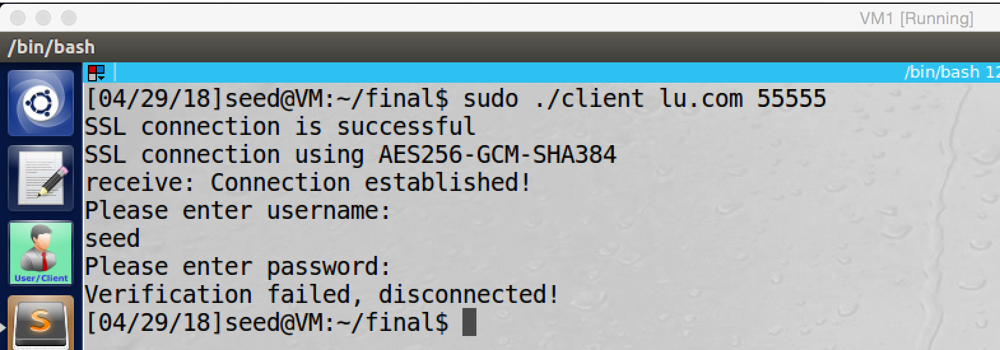 VM1 [Running]
/bin/bash
/bin/bash 12
[04/29/18]seed@VM:~/final$ sudo ./client lu.com 55555
SSL connection is successful
SSL connection using AES256-GCM-SHA384
receive: Connection established!
Please enter username:
seed
Please enter password:
Verification failed, disconnected!
[04/29/18]seed@VM:~/final$
User/Client
S